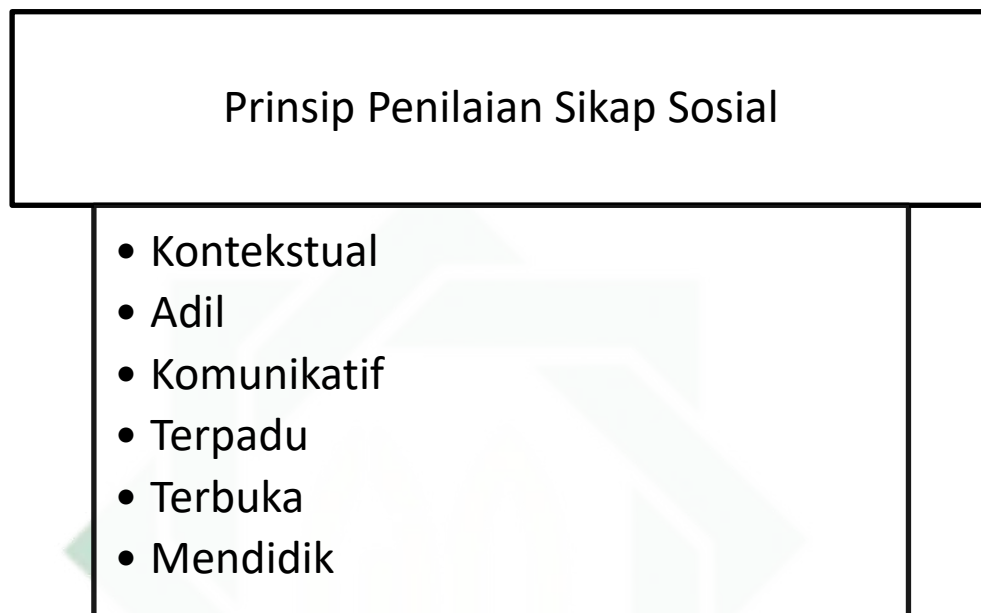 Prinsip Penilaian Sikap Sosial
• Kontekstual
• Adil
• Komunikatif
• Terpadu
• Terbuka
• Mendidik